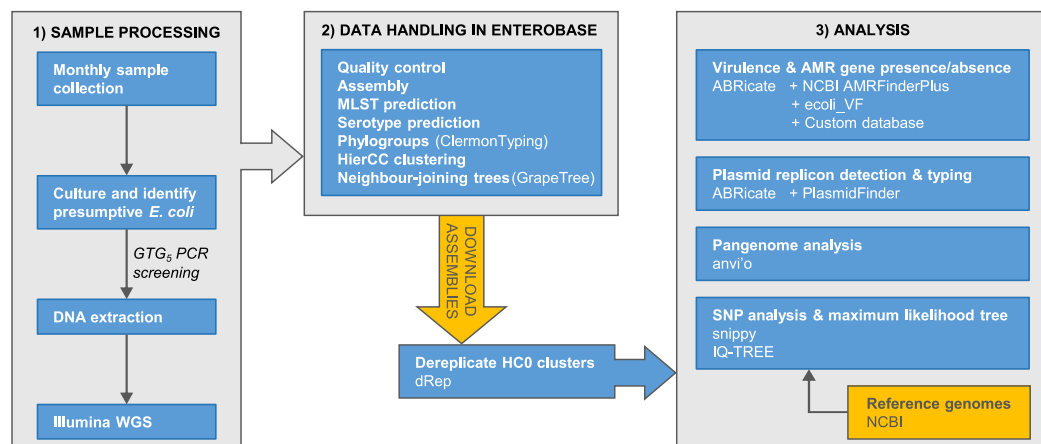 1) SAMPLE PROCESSING
Monthly sample
collection
Culture and identify
presumptive E. coli
GTG₅ PCR
screening
DNA extraction
Illumina WGS
2) DATA HANDLING IN ENTEROBASE
Quality control
Assembly
MLST prediction
Serotype prediction
Phylogroups (ClermonTyping)
HierCC clustering
Neighbour-joining trees (GrapeTree)
DOWNLOAD
ASSEMBLIES
Dereplicate HC0 clusters
dRep
3) ANALYSIS
Virulence & AMR gene presence/absence
ABRicate + NCBI AMRFinderPlus
+ ecoli_VF
+ Custom database
Plasmid replicon detection & typing
ABRicate + PlasmidFinder
Pangenome analysis
anvi'o
SNP analysis & maximum likelihood tree
snippy
IQ-TREE
Reference genomes
NCBI